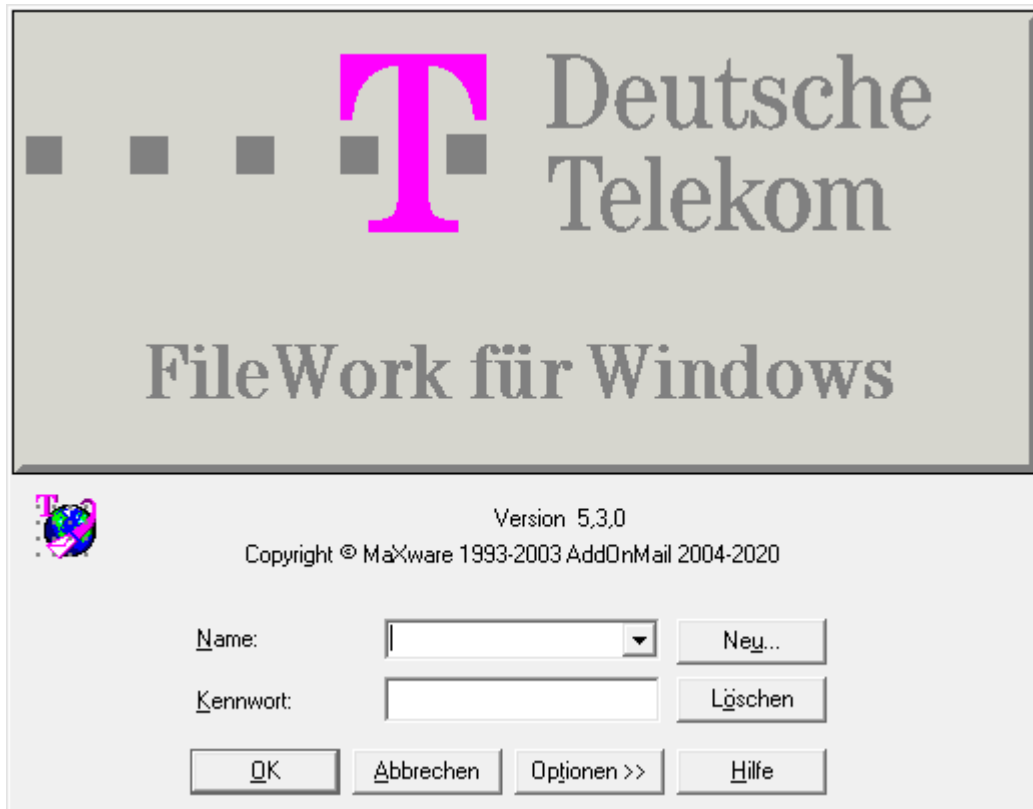 T Deutsche
Telekom
FileWork für Windows
T
Version 5,3,0
Copyright © MaXware 1993-2003 AddOnMail 2004-2020
Name:
Neu...
Kennwort:
Löschen
OK Abbrechen Optionen >> Hilfe